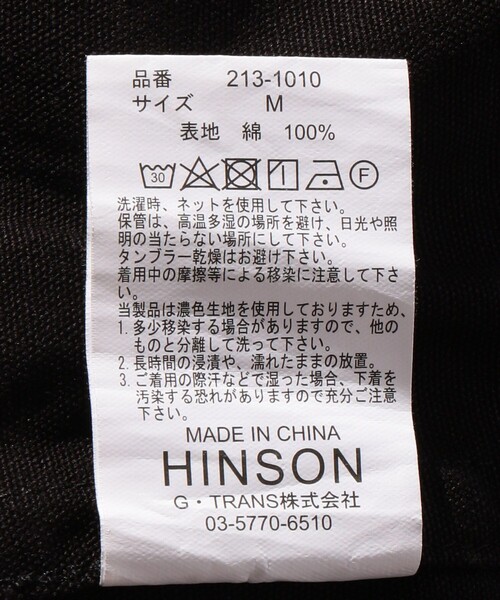 品番 213-1010
サイズ M
表地 綿 100%
30 F
洗濯時、ネットを使用して下さい。
保管は、高温多湿の場所を避け、日光や照
明の当たらない場所にして下さい。
タンブラー乾燥はお避け下さい。
着用中の摩擦等による移染に注意して下さ
い。
当製品は濃色生地を使用しておりますため、
1. 多少移染する場合がありますので、他の
ものと分離して洗って下さい。
2. 長時間の浸漬や、濡れたままの放置。
3. ご着用の際汗などで湿った場合、下着を
汚染する恐れがありますので充分ご注意
下さい。
MADE IN CHINA
HINSON
G・TRANS株式会社
03-5770-6510